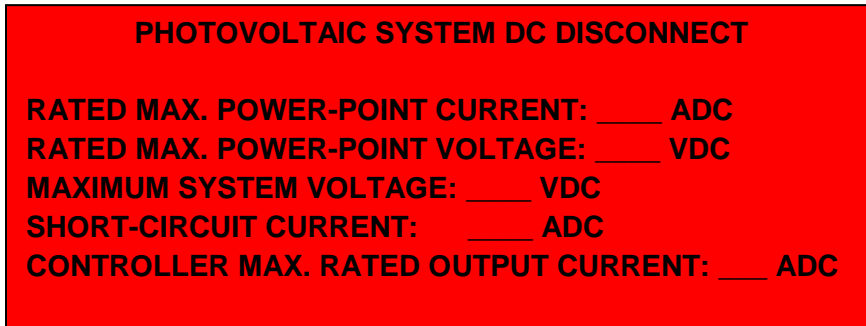 PHOTOVOLTAIC SYSTEM DC DISCONNECT
RATED MAX. POWER-POINT CURRENT: ____ ADC
RATED MAX. POWER-POINT VOLTAGE: ____ VDC
MAXIMUM SYSTEM VOLTAGE: ____ VDC
SHORT-CIRCUIT CURRENT: ____ ADC
CONTROLLER MAX. RATED OUTPUT CURRENT: ___ ADC